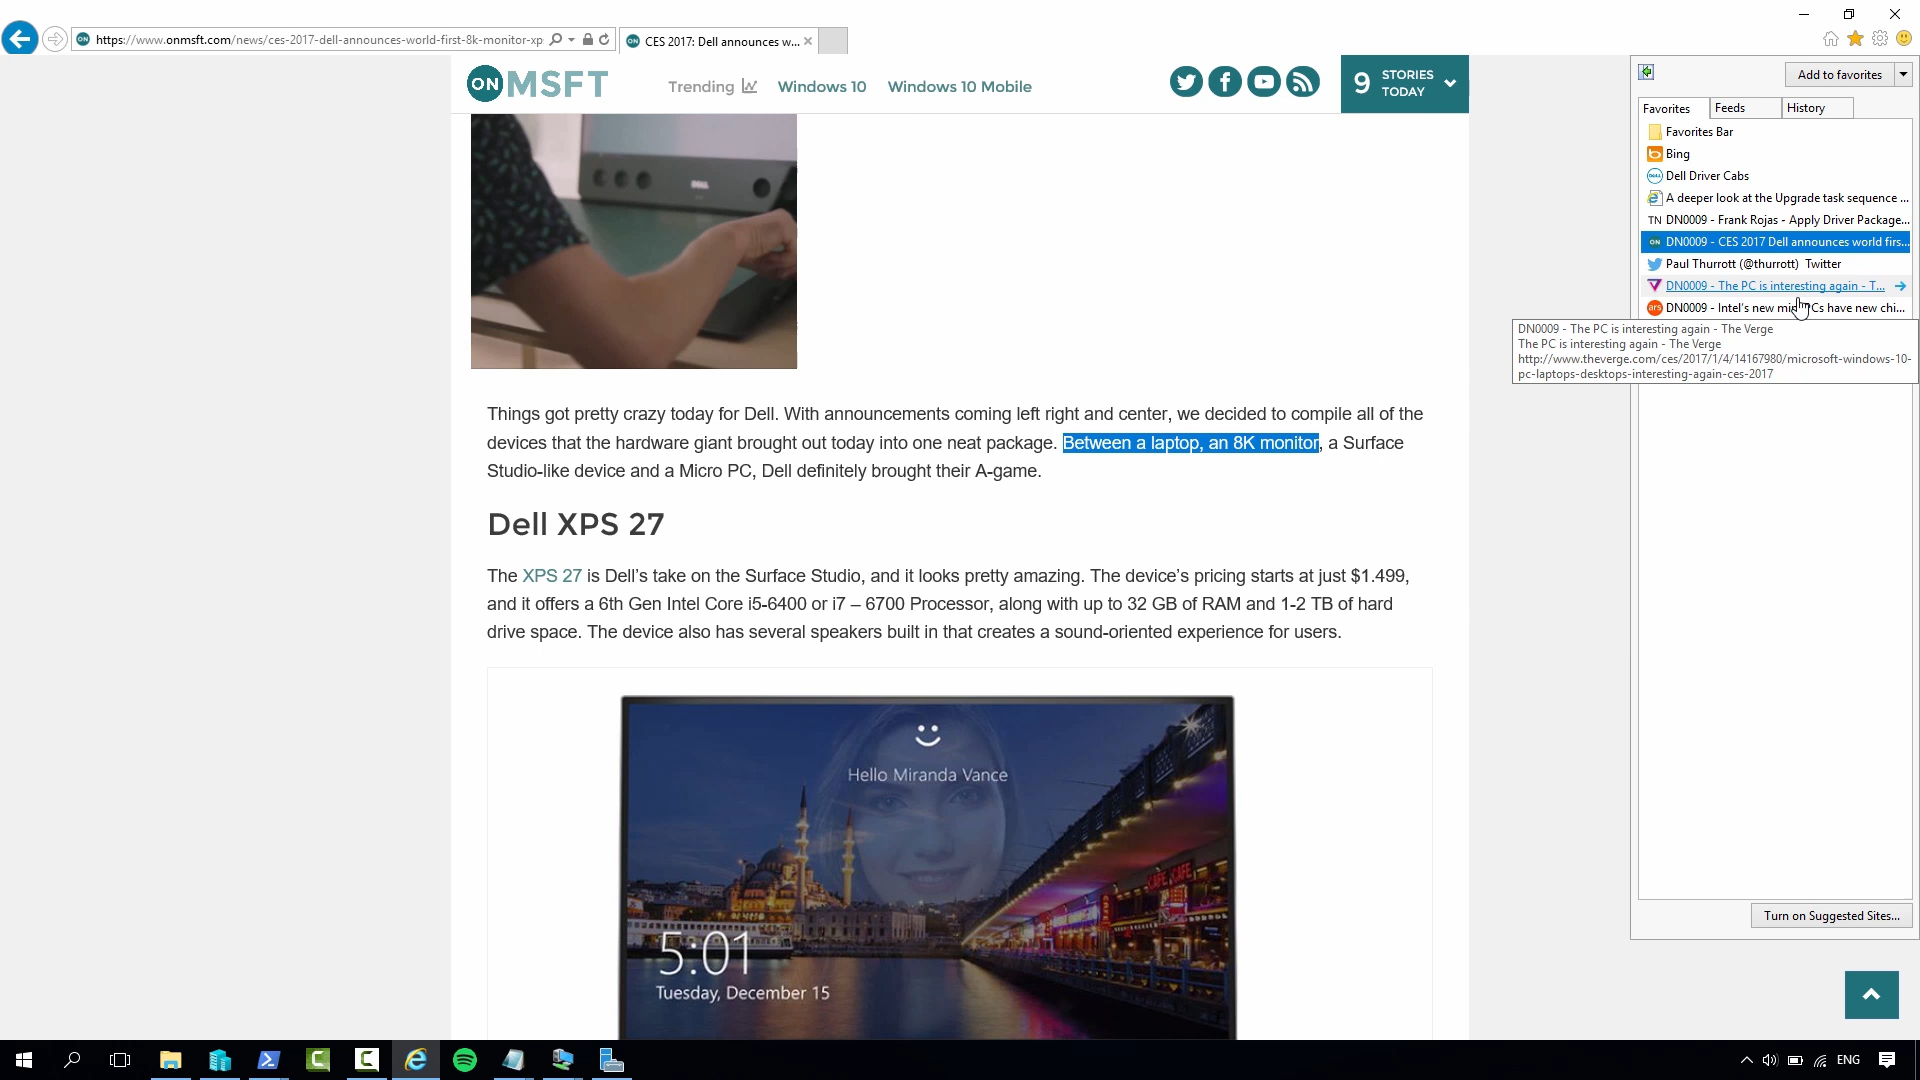 https://www.onmsft.com/news/ces-2017-dell-announces-world-first-8k-monitor-xp
CES 2017: Dell announces w...
ON MSFT
Trending
Windows 10
Windows 10 Mobile
9 STORIES
TODAY
Add to favorites
Favorites
Feeds
History
Favorites Bar
Bing
Dell Driver Cabs
A deeper look at the Upgrade task sequence ...
TN DN0009 - Frank Rojas - Apply Driver Package...
DN0009 - CES 2017 Dell announces world firs...
Paul Thurrott (@thurrott) Twitter
DN0009 - The PC is interesting again - T...
ars DN0009 - Intel's new mini PCs have new chi...
DN0009 - The PC is interesting again - The Verge
The PC is interesting again - The Verge
http://www.theverge.com/ces/2017/1/4/14167980/microsoft-windows-10-
pc-laptops-desktops-interesting-again-ces-2017
DELL
Things got pretty crazy today for Dell. With announcements coming left right and center, we decided to compile all of the
devices that the hardware giant brought out today into one neat package. Between a laptop, an 8K monitor, a Surface
Studio-like device and a Micro PC, Dell definitely brought their A-game.
Dell XPS 27
The XPS 27 is Dell’s take on the Surface Studio, and it looks pretty amazing. The device’s pricing starts at just $1.499,
and it offers a 6th Gen Intel Core i5-6400 or i7 – 6700 Processor, along with up to 32 GB of RAM and 1-2 TB of hard
drive space. The device also has several speakers built in that creates a sound-oriented experience for users.
Hello Miranda Vance
5:01
Tuesday, December 15
Turn on Suggested Sites...
ENG